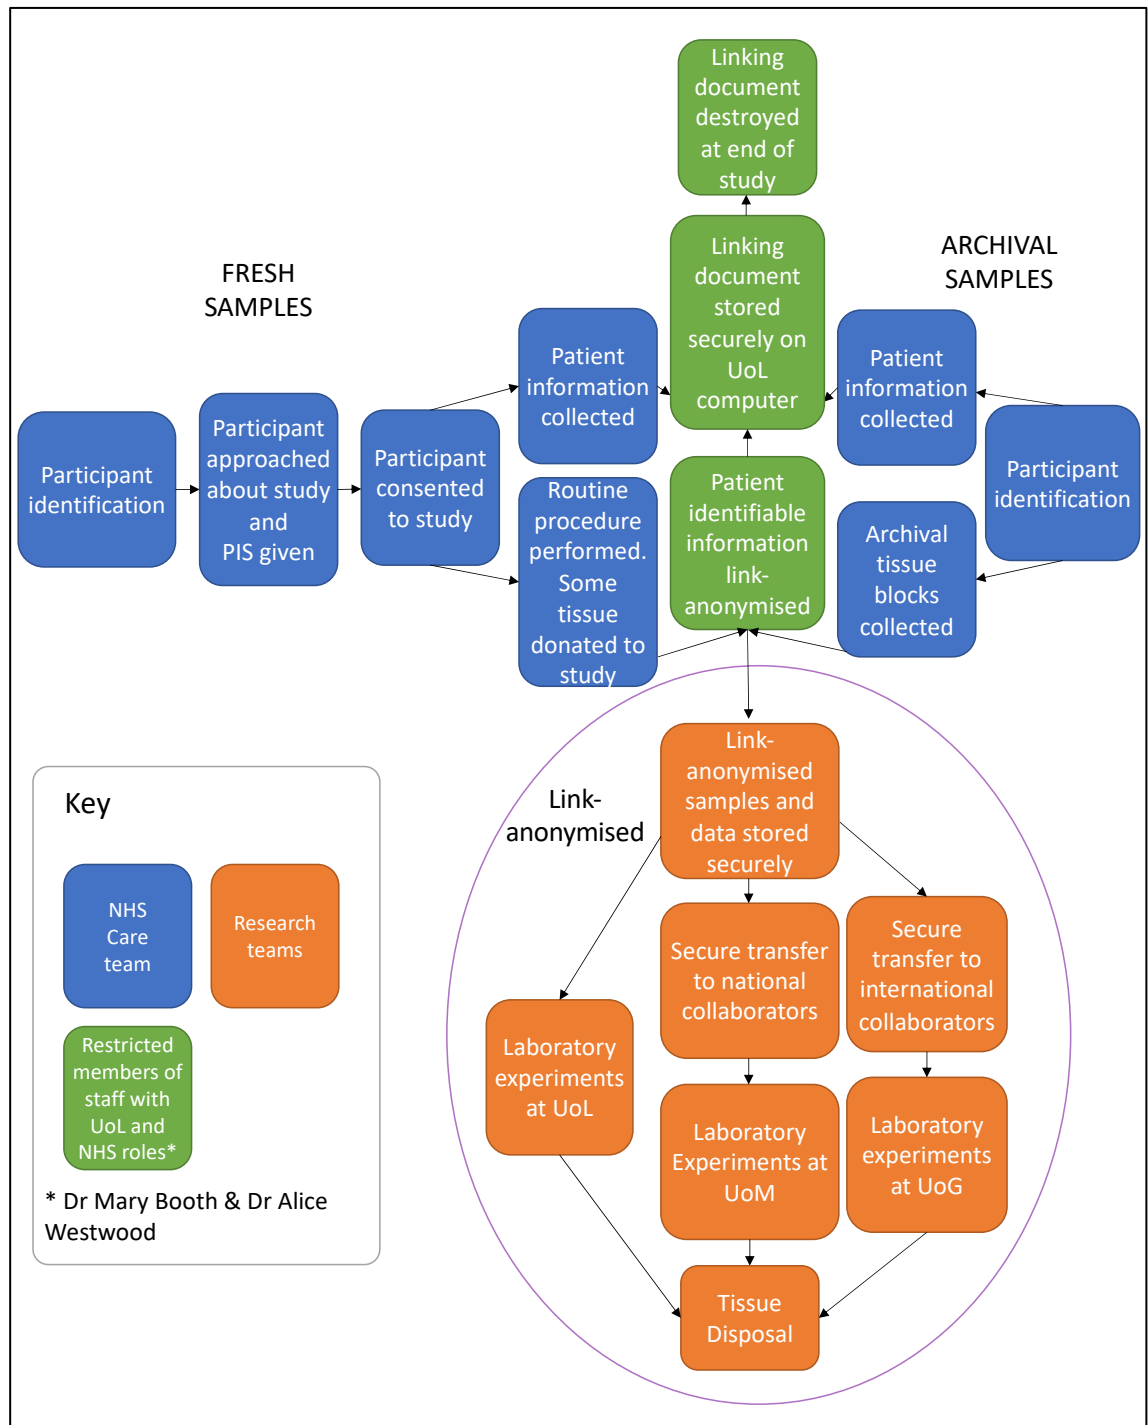 Linking
document
destroyed
at end of
study
FRESH
SAMPLES
Linking
document
stored
securely on
UoL
computer
ARCHIVAL
SAMPLES
Participant
identification
Participant
approached
about study
and
PIS given
Participant
consented
to study
Patient
information
collected
Routine
procedure
performed.
Some
tissue
donated to
study
Patient
identifiable
information
link-
anonymised
Patient
information
collected
Archival
tissue
blocks
collected
Participant
identification
Link-
anonymised
Link-
anonymised
samples and
data stored
securely
Secure transfer
to national
collaborators
Secure
transfer to
international
collaborators
Laboratory
experiments
at UoL
Laboratory
Experiments at
UoM
Laboratory
experiments
at UoG
Tissue
Disposal
Key
NHS
Care
team
Research
teams
Restricted
members of
staff with
UoL and
NHS roles*
* Dr Mary Booth & Dr Alice
Westwood